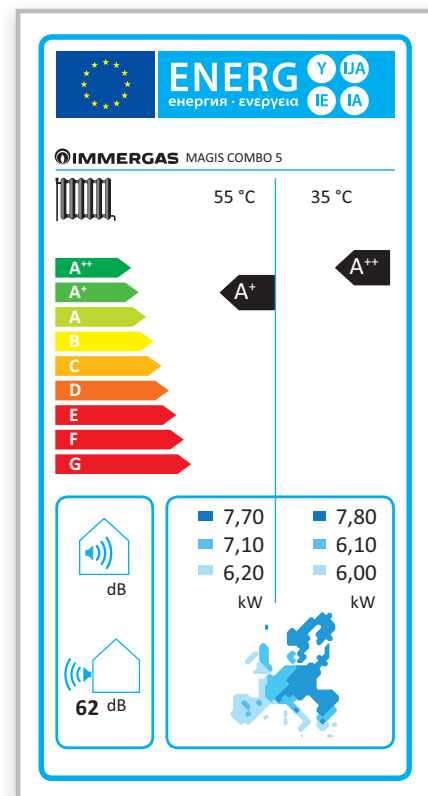 ENERG Y IJA
енергия · ενεργεια IE IA
IMMERGAS MAGIS COMBO 5
55 °C 35 °C
A++
A++
A+
A+
A
B
C
D
E
F
G
7,70 7,80
7,10 6,10
6,20 6,00
kW kW
dB
62 dB